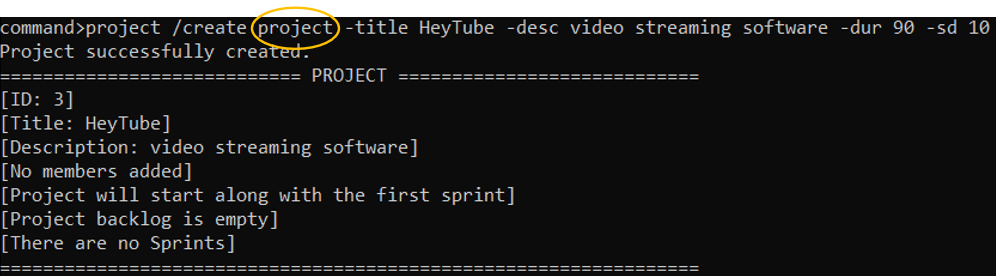 command>project /create project -title HeyTube -desc video streaming software -dur 90 -sd 10
Project successfully created.
============================ PROJECT ============================
[ID: 3]
[Title: HeyTube]
[Description: video streaming software]
[No members added]
[Project will start along with the first sprint]
[Project backlog is empty]
[There are no Sprints]
=================================================================